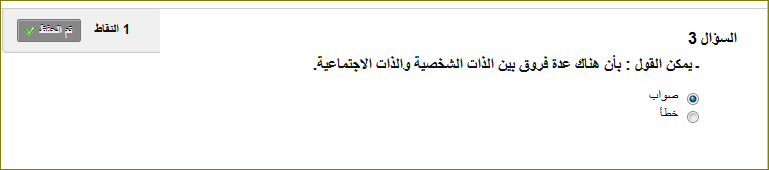 تم الحفظ
1 النقاط
السؤال 3
- يمكن القول : بأن هناك عدة فروق بين الذات الشخصية والذات الاجتماعية.
صواب
خطأ